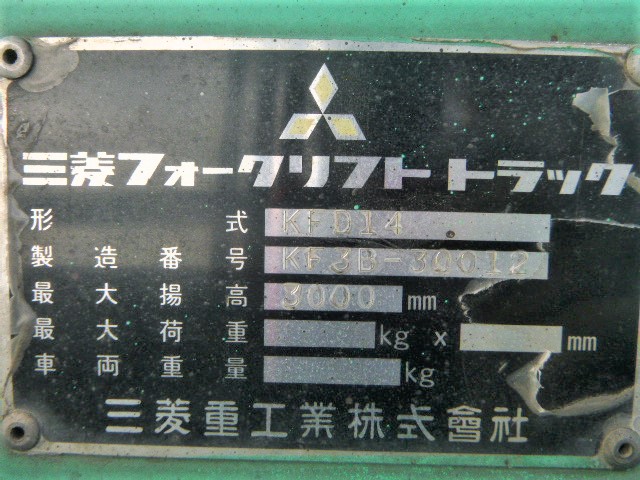 三菱フォークリフト トラック
形式 KFD14
製造番号 KF3B-30012
最大揚高 3000 mm
最大荷重 kg x mm
車両重量 kg
三菱重工業株式會社